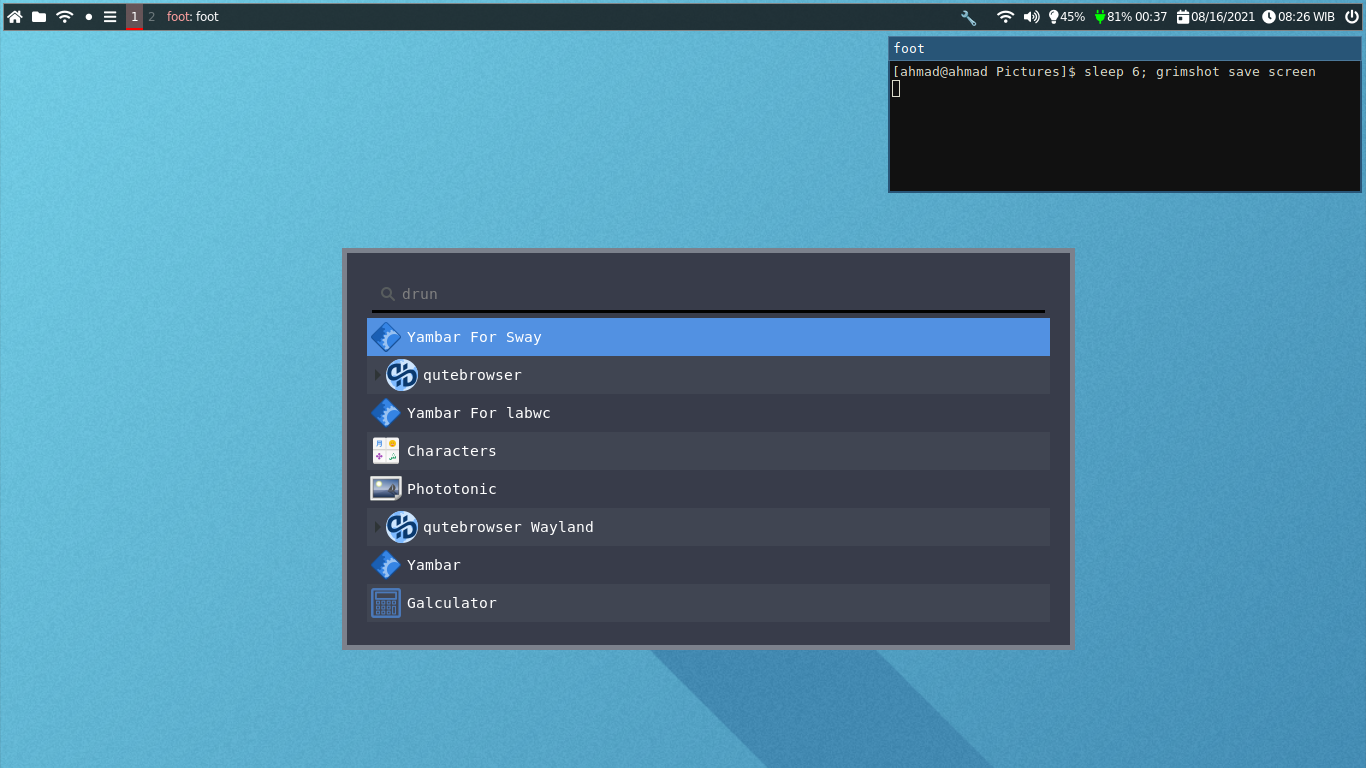 1 2 foot: foot 45% 81% 00:37 08/16/2021 08:26 WIB
foot
[ahmad@ahmad Pictures]$ sleep 6; grimshot save screen
drun
Yambar For Sway
qutebrowser
Yambar For labwc
Characters
Phototonic
qutebrowser Wayland
Yambar
Galculator